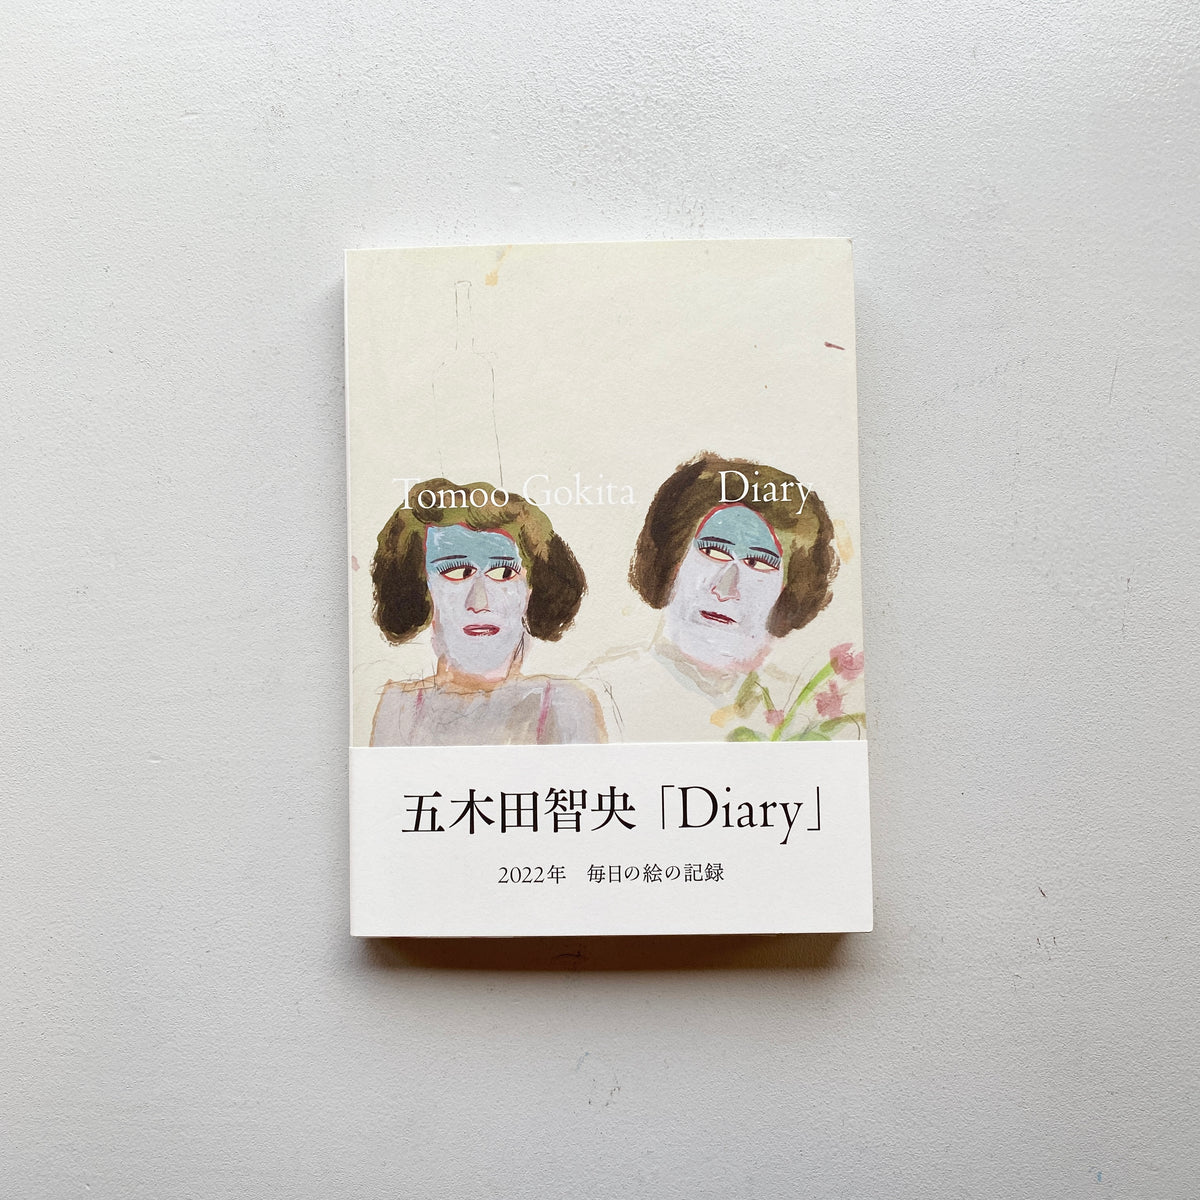 Tomoo Gokita Diary
五木田智央「Diary」
2022年　毎日の絵の記録